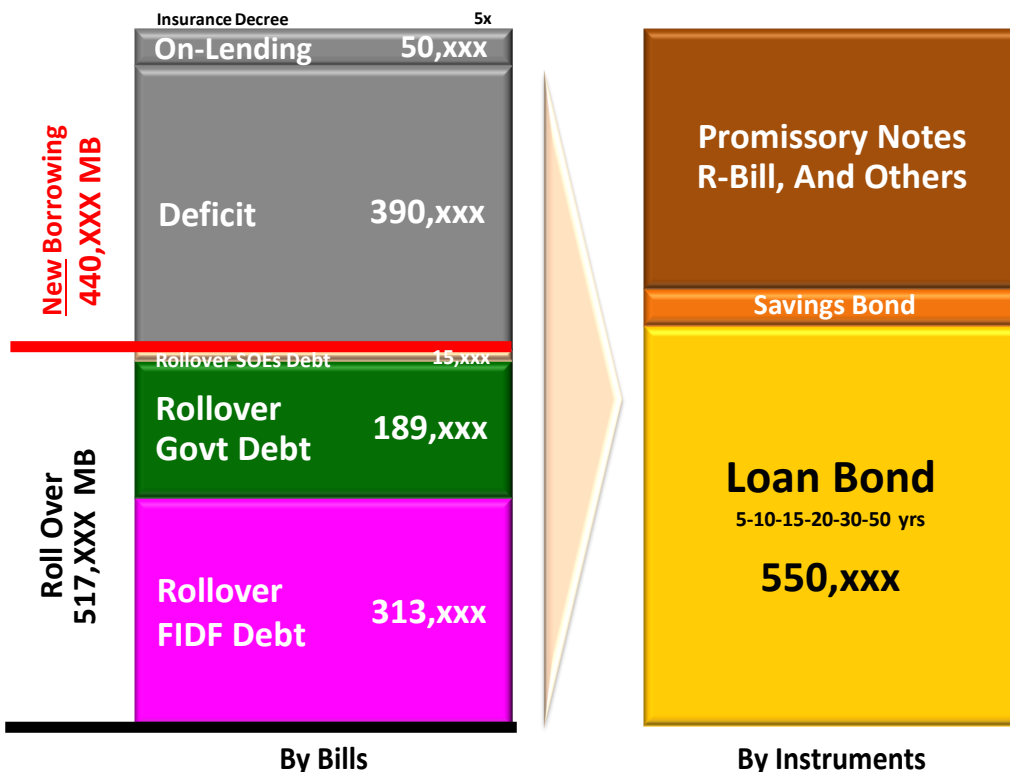 Insurance Decree 5x
On-Lending 50,xxx
Deficit 390,xxx
New Borrowing
440,XXX MB
Rollover SOEs Debt 15,xxx
Rollover
Govt Debt 189,xxx
Rollover
FIDF Debt 313,xxx
Roll Over
517,XXX MB
By Bills
Promissory Notes
R-Bill, And Others
Savings Bond
Loan Bond
5-10-15-20-30-50 yrs
550,xxx
By Instruments